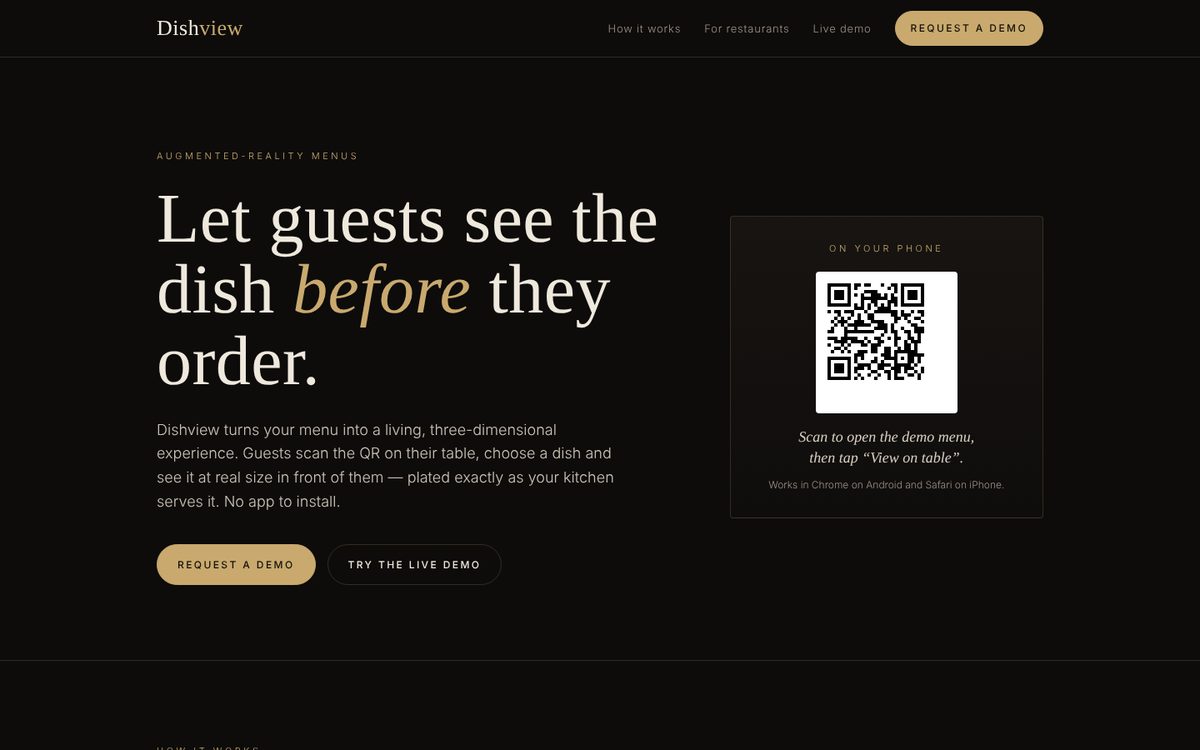 Dishview
How it works
For restaurants
Live demo
REQUEST A DEMO
AUGMENTED-REALITY MENUS
Let guests see the
dish before they
order.
Dishview turns your menu into a living, three-dimensional
experience. Guests scan the QR on their table, choose a dish and
see it at real size in front of them — plated exactly as your kitchen
serves it. No app to install.
REQUEST A DEMO
TRY THE LIVE DEMO
ON YOUR PHONE
Scan to open the demo menu,
then tap “View on table”.
Works in Chrome on Android and Safari on iPhone.
HOW IT WORKS